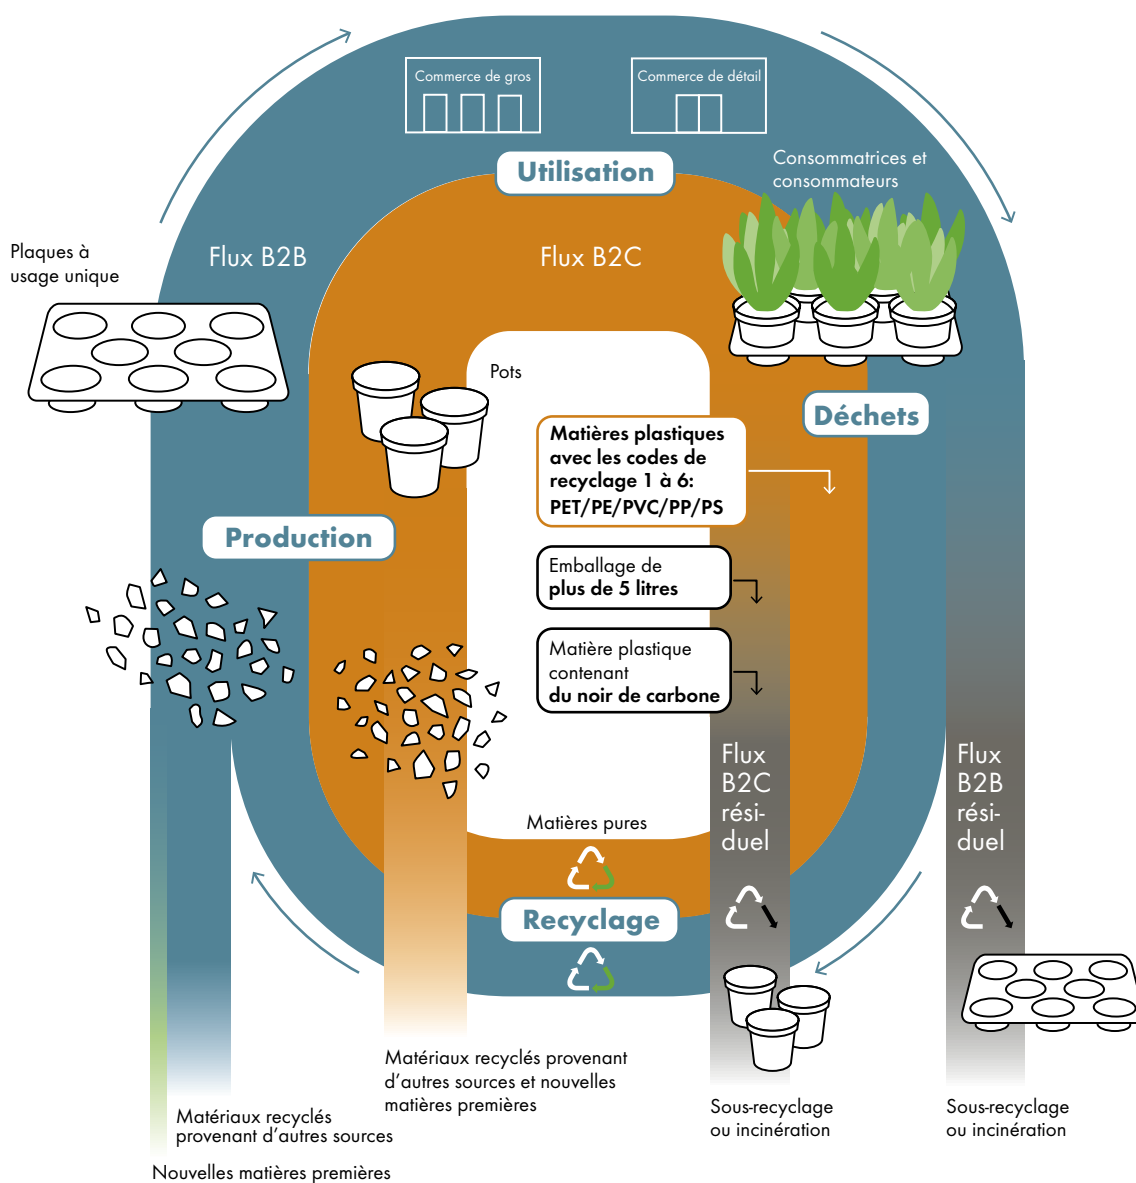 Commerce de gros
Commerce de détail
Utilisation
Consommatrices et
consommateurs
Flux B2B
Flux B2C
Plaques à
usage unique
Pots
Déchets
Matières plastiques
avec les codes de
recyclage 1 à 6:
PET/PE/PVC/PP/PS
Production
Emballage de
plus de 5 litres
Matière plastique
contenant
du noir de carbone
Flux
B2C
rési-
duel
Flux
B2B
rési-
duel
Matières pures
Recyclage
Matériaux recyclés provenant
d'autres sources et nouvelles
matières premières
Sous-recyclage
ou incinération
Sous-recyclage
ou incinération
Matériaux recyclés
provenant d'autres sources
Nouvelles matières premières